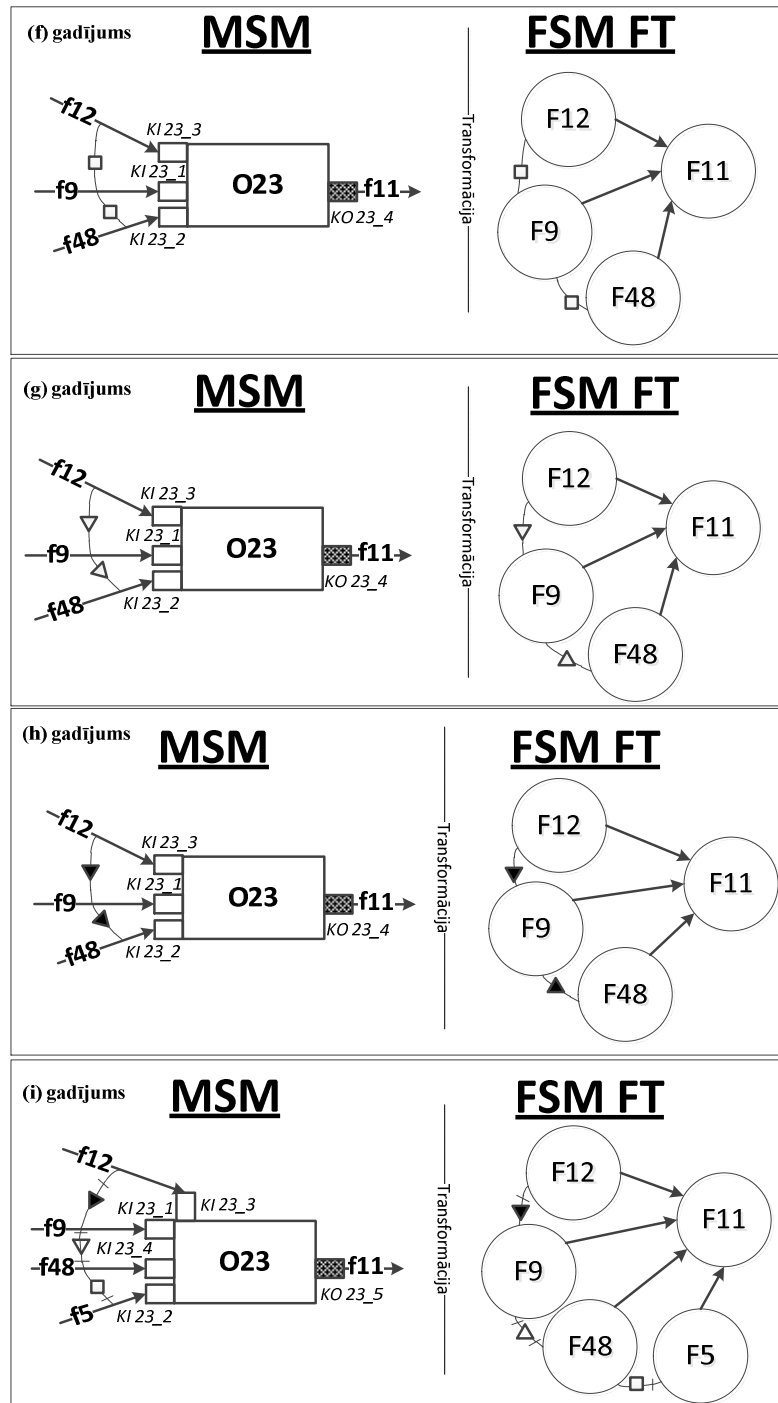 (f) gadījums
MSM
FSM FT
f12
KI 23_3
KI 23_1
f9
O23
f11
KO 23_4
f48
KI 23_2
Transformācija
F12
F11
F9
F48
(g) gadījums
MSM
FSM FT
f12
KI 23_3
KI 23_1
f9
O23
f11
KO 23_4
f48
KI 23_2
Transformācija
F12
F11
F9
F48
(h) gadījums
MSM
FSM FT
f12
KI 23_3
KI 23_1
f9
O23
f11
KO 23_4
f48
KI 23_2
Transformācija
F12
F11
F9
F48
(i) gadījums
MSM
FSM FT
f12
KI 23_1
KI 23_3
f9
KI 23_4
f48
O23
f11
KO 23_5
f5
KI 23_2
Transformācija
F12
F11
F9
F48
F5